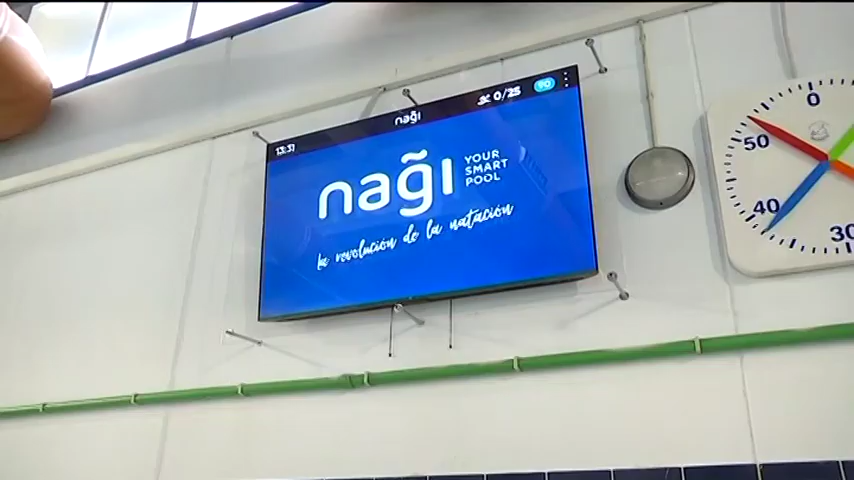 13:31
nağı
0/25
nağı
YOUR
SMART
POOL
la revolución de la natación
0
50
40
30